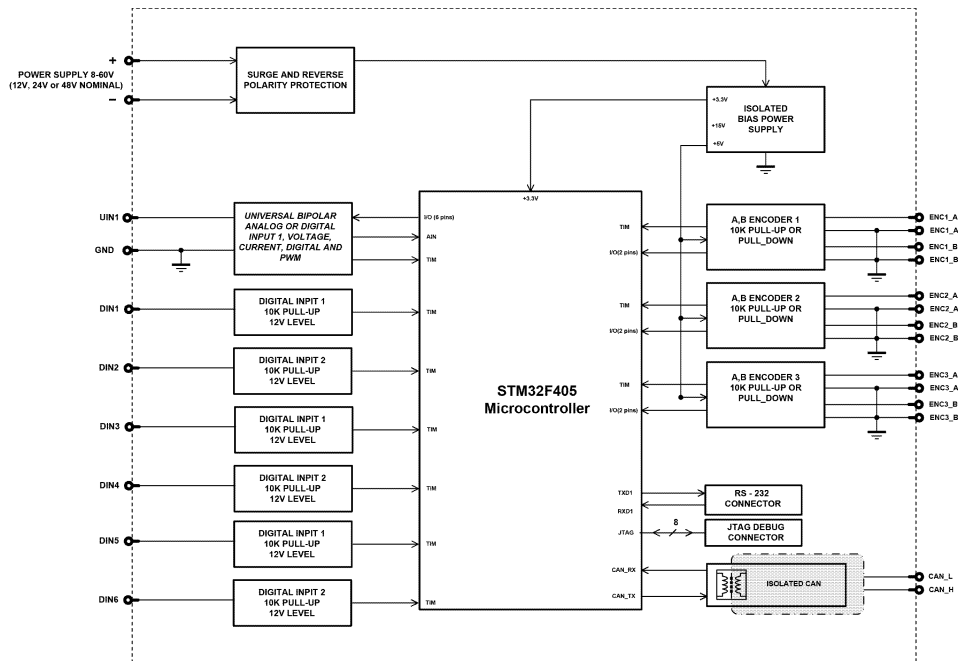 POWER SUPPLY 8-60V
(12V, 24V or 48V NOMINAL)
+
−
SURGE AND REVERSE
POLARITY PROTECTION
+3.3V
+15V
+5V
ISOLATED
BIAS POWER
SUPPLY
UIN1
GND
UNIVERSAL BIPOLAR
ANALOG OR DIGITAL
INPUT 1, VOLTAGE,
CURRENT, DIGITAL AND
PWM
DIN1
DIGITAL INPIT 1
10K PULL-UP
12V LEVEL
DIN2
DIGITAL INPIT 2
10K PULL-UP
12V LEVEL
DIN3
DIGITAL INPIT 1
10K PULL-UP
12V LEVEL
DIN4
DIGITAL INPIT 2
10K PULL-UP
12V LEVEL
DIN5
DIGITAL INPIT 1
10K PULL-UP
12V LEVEL
DIN6
DIGITAL INPIT 2
10K PULL-UP
12V LEVEL
+3.3V
I/O (6 pins)
AIN
TIM
TIM
TIM
TIM
TIM
TIM
TIM
STM32F405
Microcontroller
TIM
I/O(2 pins)
TIM
I/O(2 pins)
TIM
I/O(2 pins)
TXD1
RXD1
JTAG
CAN_RX
CAN_TX
A,B ENCODER 1
10K PULL-UP OR
PULL_DOWN
ENC1_A
ENC1_A
ENC1_B
ENC1_B
A,B ENCODER 2
10K PULL-UP OR
PULL_DOWN
ENC2_A
ENC2_A
ENC2_B
ENC2_B
A,B ENCODER 3
10K PULL-UP OR
PULL_DOWN
ENC3_A
ENC3_A
ENC3_B
ENC3_B
RS - 232
CONNECTOR
8
JTAG DEBUG
CONNECTOR
ISOLATED CAN
CAN_L
CAN_H